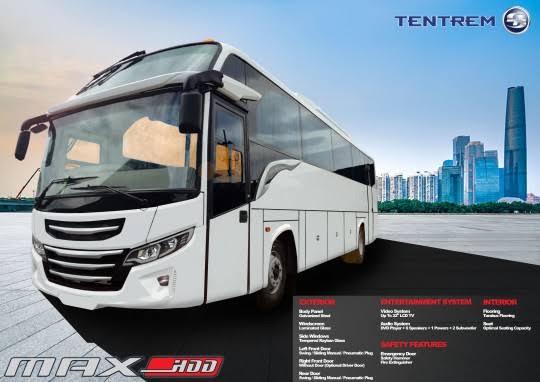 TENTREM
EXTERIOR
Body Panel
Galvanized Steel
Windscreen
Laminated Glass
Side Windows
Tempered Rayban Glass
Left Front Door
Swing / Sliding Manual / Pneumatic Plug
Right Front Door
Without Door (Optional Driver Door)
Rear Door
Swing / Sliding Manual / Pneumatic Plug
ENTERTAINMENT SYSTEM
Video System
Up To 32" LCD TV
Audio System
DVD Player + 6 Speakers + 1 Powers + 2 Subwoofer
SAFETY FEATURES
Emergency Door
Safety Hammer
Fire Extinguisher
INTERIOR
Flooring
Taralux Flooring
Seat
Optimal Seating Capacity
MAX HDD